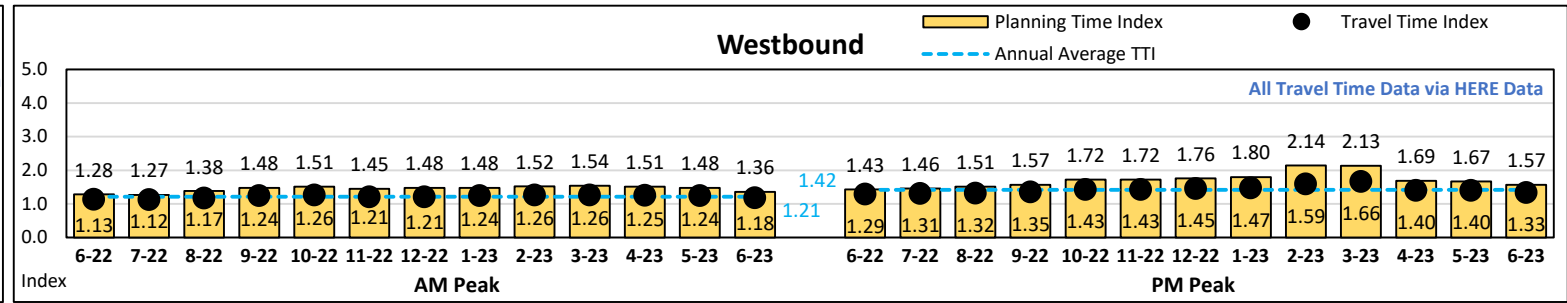 Planning Time Index
Travel Time Index
Westbound
Annual Average TTI
5.0
All Travel Time Data via HERE Data
4.0
3.0
2.0
1.0
0.0
1.28 1.27 1.38 1.48 1.51 1.45 1.48 1.48 1.52 1.54 1.51 1.48 1.36
1.42
1.43 1.46 1.51 1.57 1.72 1.72 1.76 1.80 2.14 2.13 1.69 1.67 1.57
1.13 1.12 1.17 1.24 1.26 1.21 1.21 1.24 1.26 1.26 1.25 1.24 1.18
1.21
1.29 1.31 1.32 1.35 1.43 1.43 1.45 1.47 1.59 1.66 1.40 1.40 1.33
6-22 7-22 8-22 9-22 10-22 11-22 12-22 1-23 2-23 3-23 4-23 5-23 6-23
6-22 7-22 8-22 9-22 10-22 11-22 12-22 1-23 2-23 3-23 4-23 5-23 6-23
Index
AM Peak
PM Peak